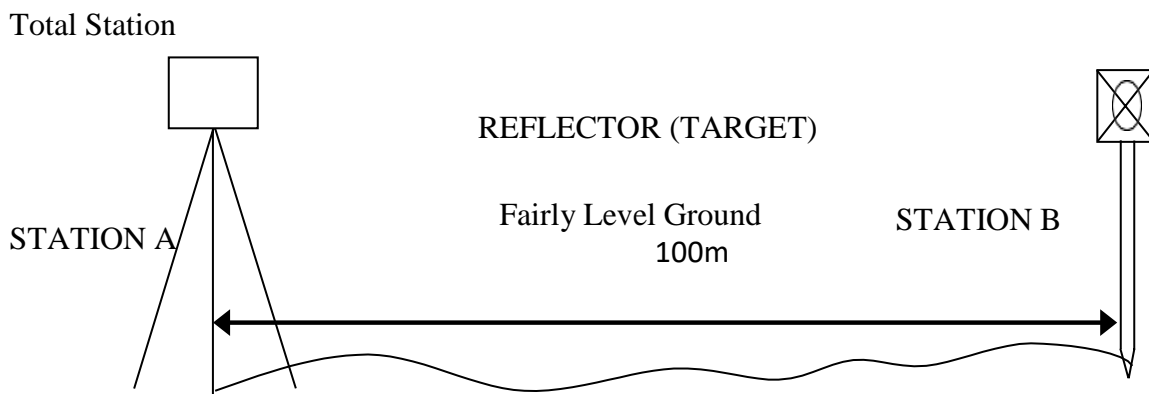 Total Station
REFLECTOR (TARGET)
Fairly Level Ground
STATION A
STATION B
100m